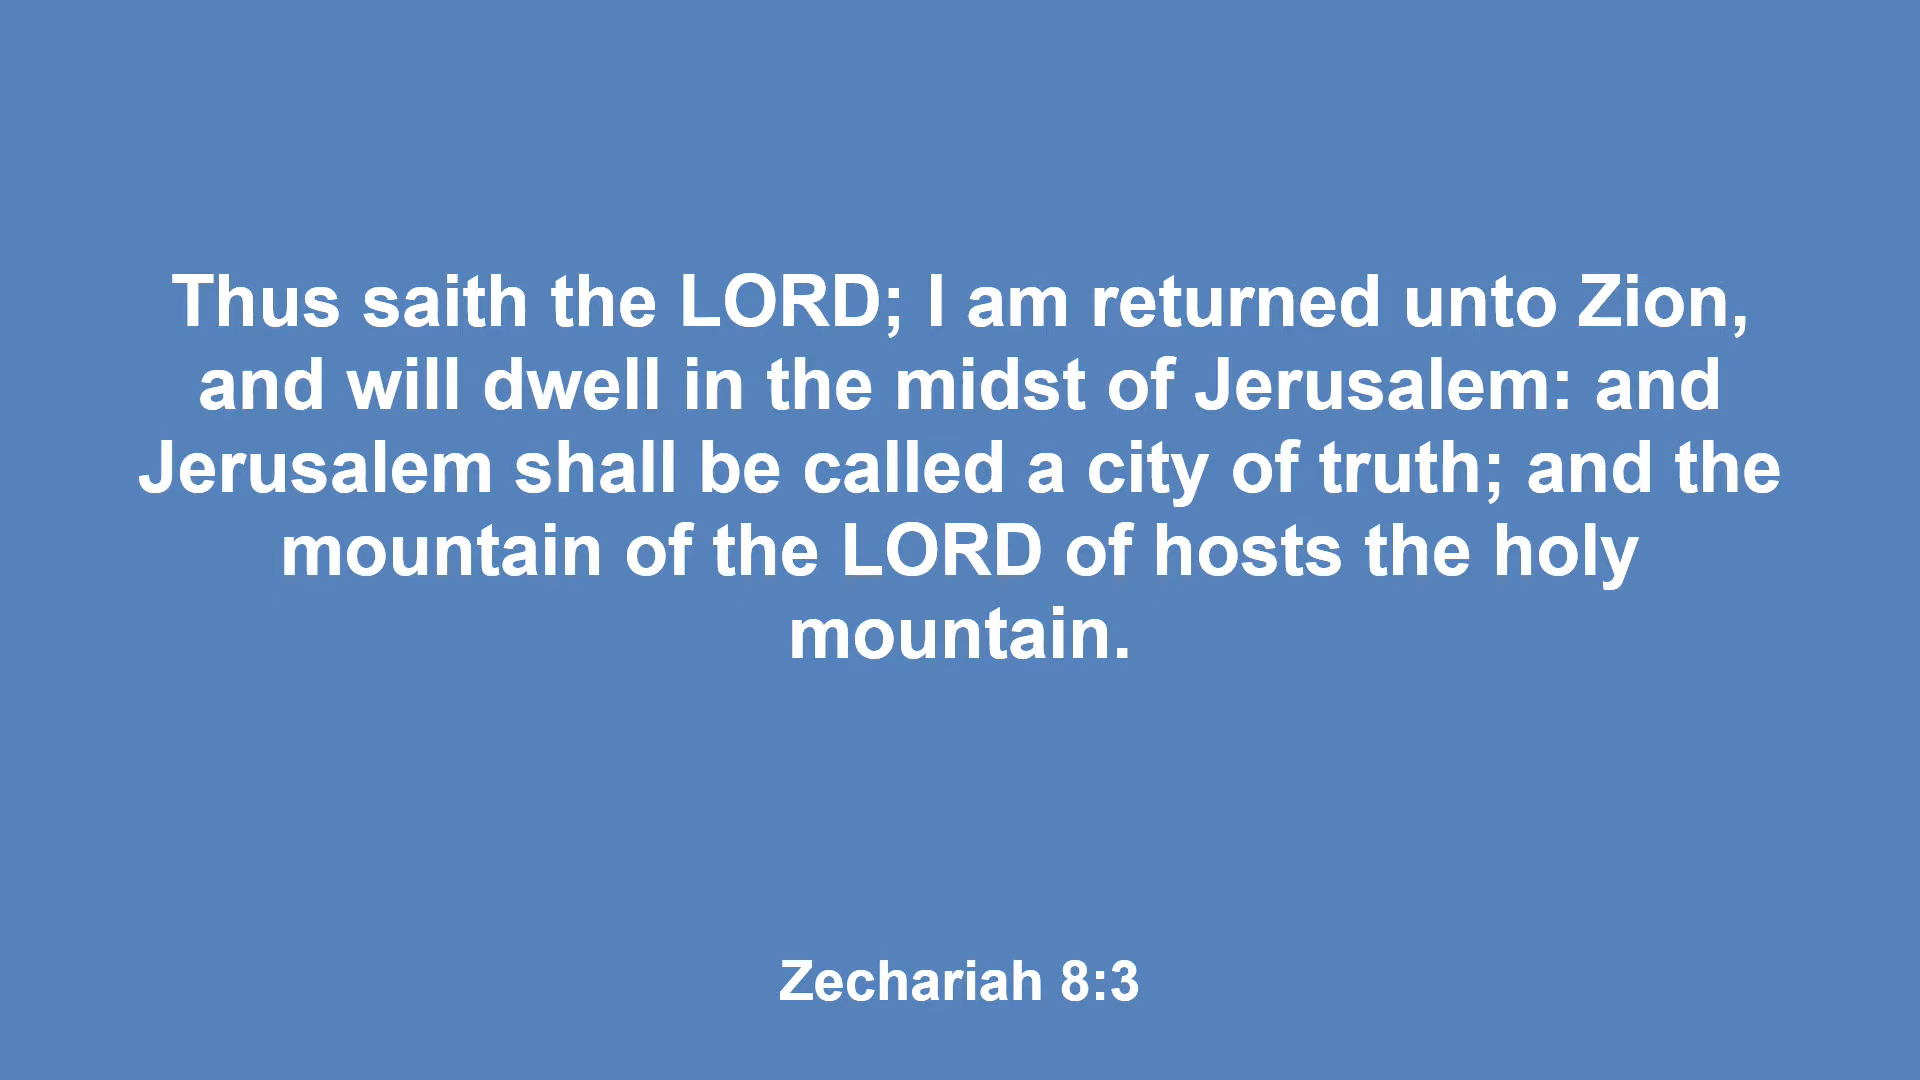 Thus saith the LORD; I am returned unto Zion,
and will dwell in the midst of Jerusalem: and
Jerusalem shall be called a city of truth; and the
mountain of the LORD of hosts the holy
mountain.
Zechariah 8:3